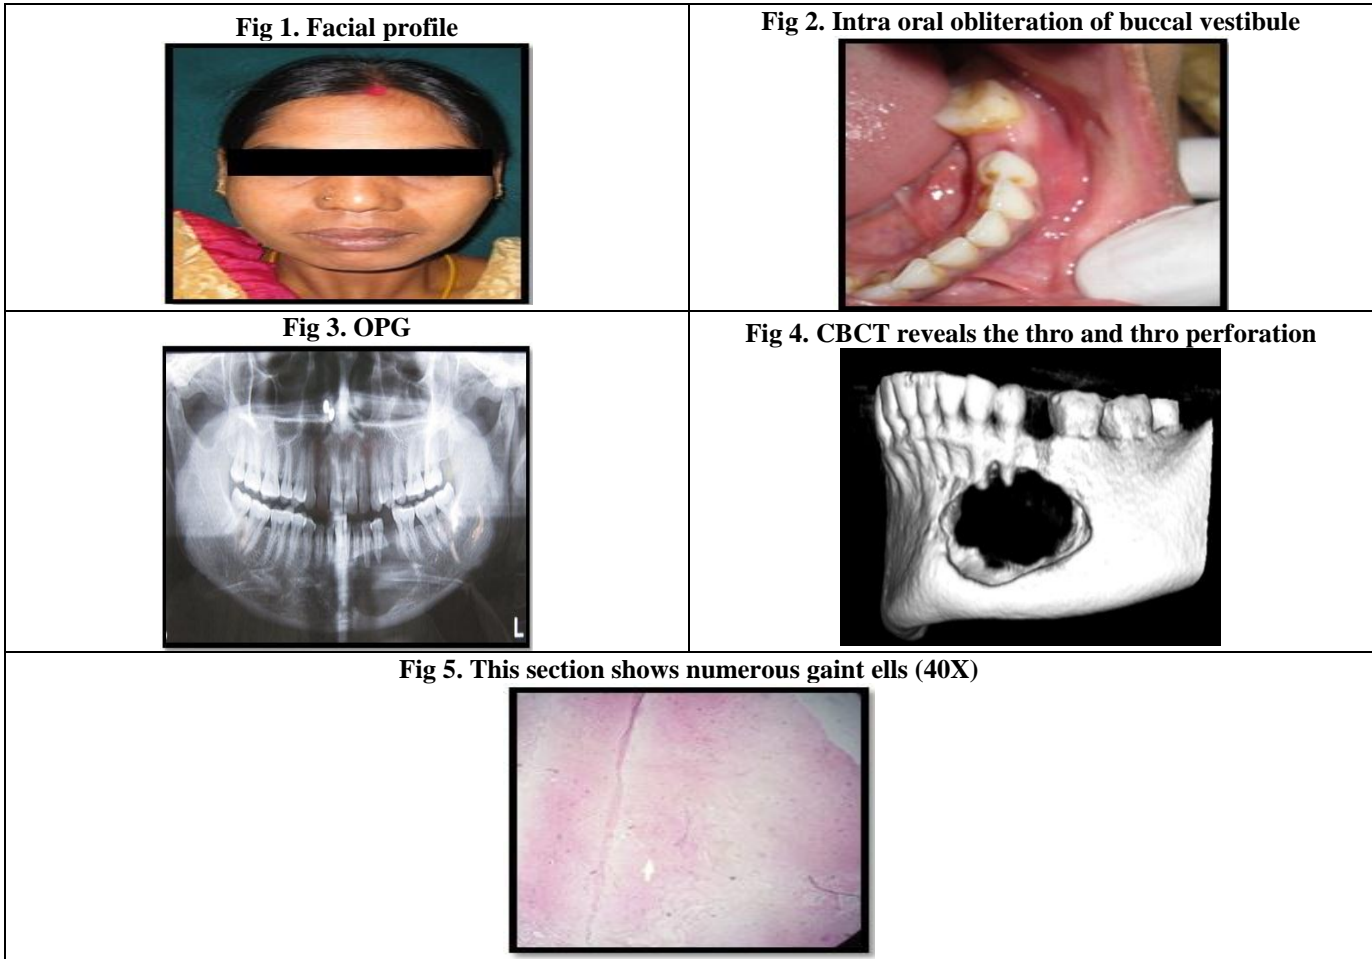 Fig 1. Facial profile
Fig 2. Intra oral obliteration of buccal vestibule
Fig 3. OPG
L
Fig 4. CBCT reveals the thro and thro perforation
Fig 5. This section shows numerous gaint ells (40X)